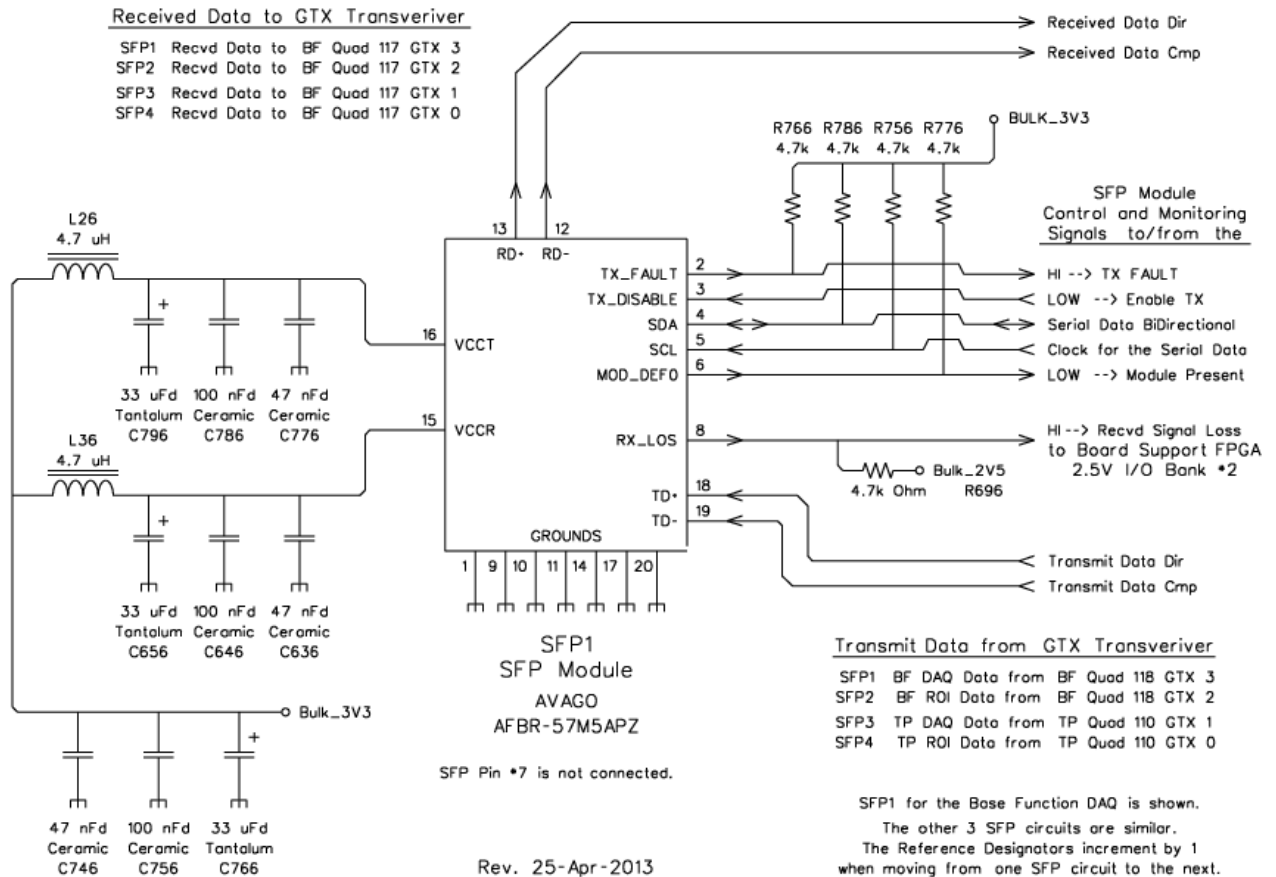 Received Data to GTX Transveriver
SFP1 Recvd Data to BF Quad 117 GTX 3
SFP2 Recvd Data to BF Quad 117 GTX 2
SFP3 Recvd Data to BF Quad 117 GTX 1
SFP4 Recvd Data to BF Quad 117 GTX 0
Received Data Dir
Received Data Cmp
R766 R786 R756 R776
4.7k 4.7k 4.7k 4.7k
BULK_3V3
SFP Module
Control and Monitoring
Signals to/from the
L26
4.7 uH
13 12
RD+ RD-
TX_FAULT 2
HI --> TX FAULT
TX_DISABLE 3
LOW --> Enable TX
SDA 4
Serial Data BiDirectional
SCL 5
Clock for the Serial Data
MOD_DEF0 6
LOW --> Module Present
16 VCCT
+
33 uFd 100 nFd 47 nFd
Tantalum Ceramic Ceramic
C796 C786 C776
15 VCCR
RX_LOS 8
HI --> Recvd Signal Loss
to Board Support FPGA
2.5V I/O Bank *2
Bulk_2V5
4.7k Ohm R696
L36
4.7 uH
TD+ 18
TD- 19
+
GROUNDS
1 9 10 11 14 17 20
Transmit Data Dir
Transmit Data Cmp
33 uFd 100 nFd 47 nFd
Tantalum Ceramic Ceramic
C656 C646 C636
SFP1
SFP Module
AVAGO
AFBR-57M5APZ
SFP Pin *7 is not connected.
Transmit Data from GTX Transveriver
SFP1 BF DAQ Data from BF Quad 118 GTX 3
SFP2 BF ROI Data from BF Quad 118 GTX 2
SFP3 TP DAQ Data from TP Quad 110 GTX 1
SFP4 TP ROI Data from TP Quad 110 GTX 0
Bulk_3V3
+
47 nFd 100 nFd 33 uFd
Ceramic Ceramic Tantalum
C746 C756 C766
SFP1 for the Base Function DAQ is shown.
The other 3 SFP circuits are similar.
The Reference Designators increment by 1
when moving from one SFP circuit to the next.
Rev. 25-Apr-2013